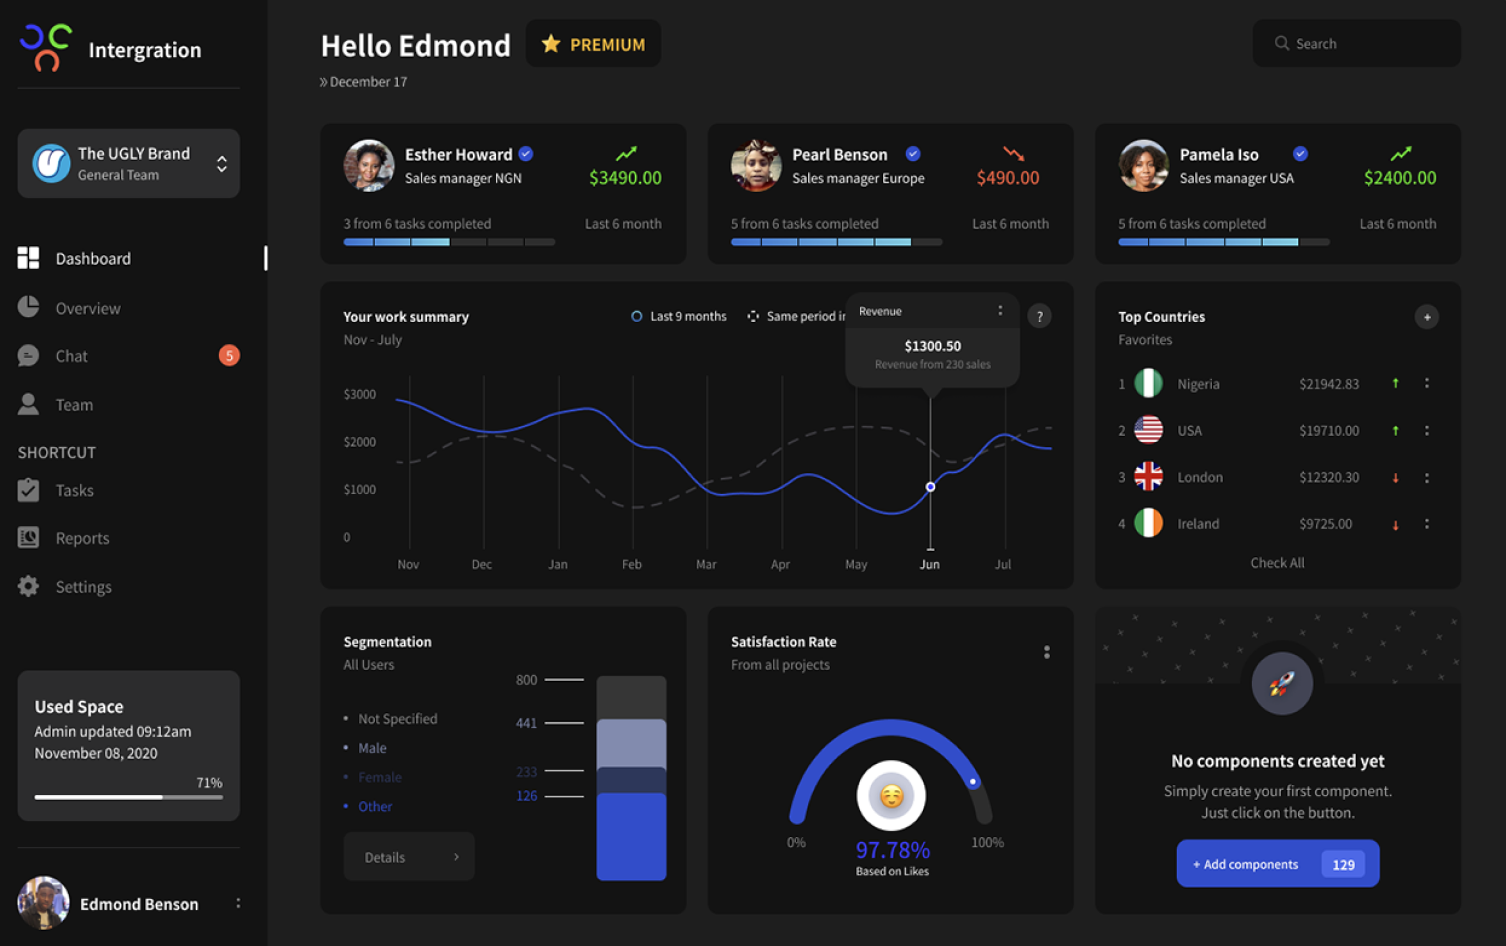 Intergration
The UGLY Brand
General Team
Dashboard
Overview
Chat 5
Team
SHORTCUT
Tasks
Reports
Settings
Used Space
Admin updated 09:12am
November 08, 2020
71%
Edmond Benson
Hello Edmond
PREMIUM
Search
» December 17
Esther Howard
Sales manager NGN
$3490.00
3 from 6 tasks completed
Last 6 month
Pearl Benson
Sales manager Europe
$490.00
5 from 6 tasks completed
Last 6 month
Pamela Iso
Sales manager USA
$2400.00
5 from 6 tasks completed
Last 6 month
Your work summary
Nov - July
Last 9 months
Same period in
Revenue
$1300.50
Revenue from 230 sales
?
$3000
$2000
$1000
0
Nov Dec Jan Feb Mar Apr May Jun Jul
Top Countries
+
Favorites
1 Nigeria $21942.83
2 USA $19710.00
3 London $12320.30
4 Ireland $9725.00
Check All
Segmentation
All Users
800
441
233
126
Not Specified
Male
Female
Other
Details
Satisfaction Rate
From all projects
0%
100%
97.78%
Based on Likes
No components created yet
Simply create your first component.
Just click on the button.
+ Add components 129